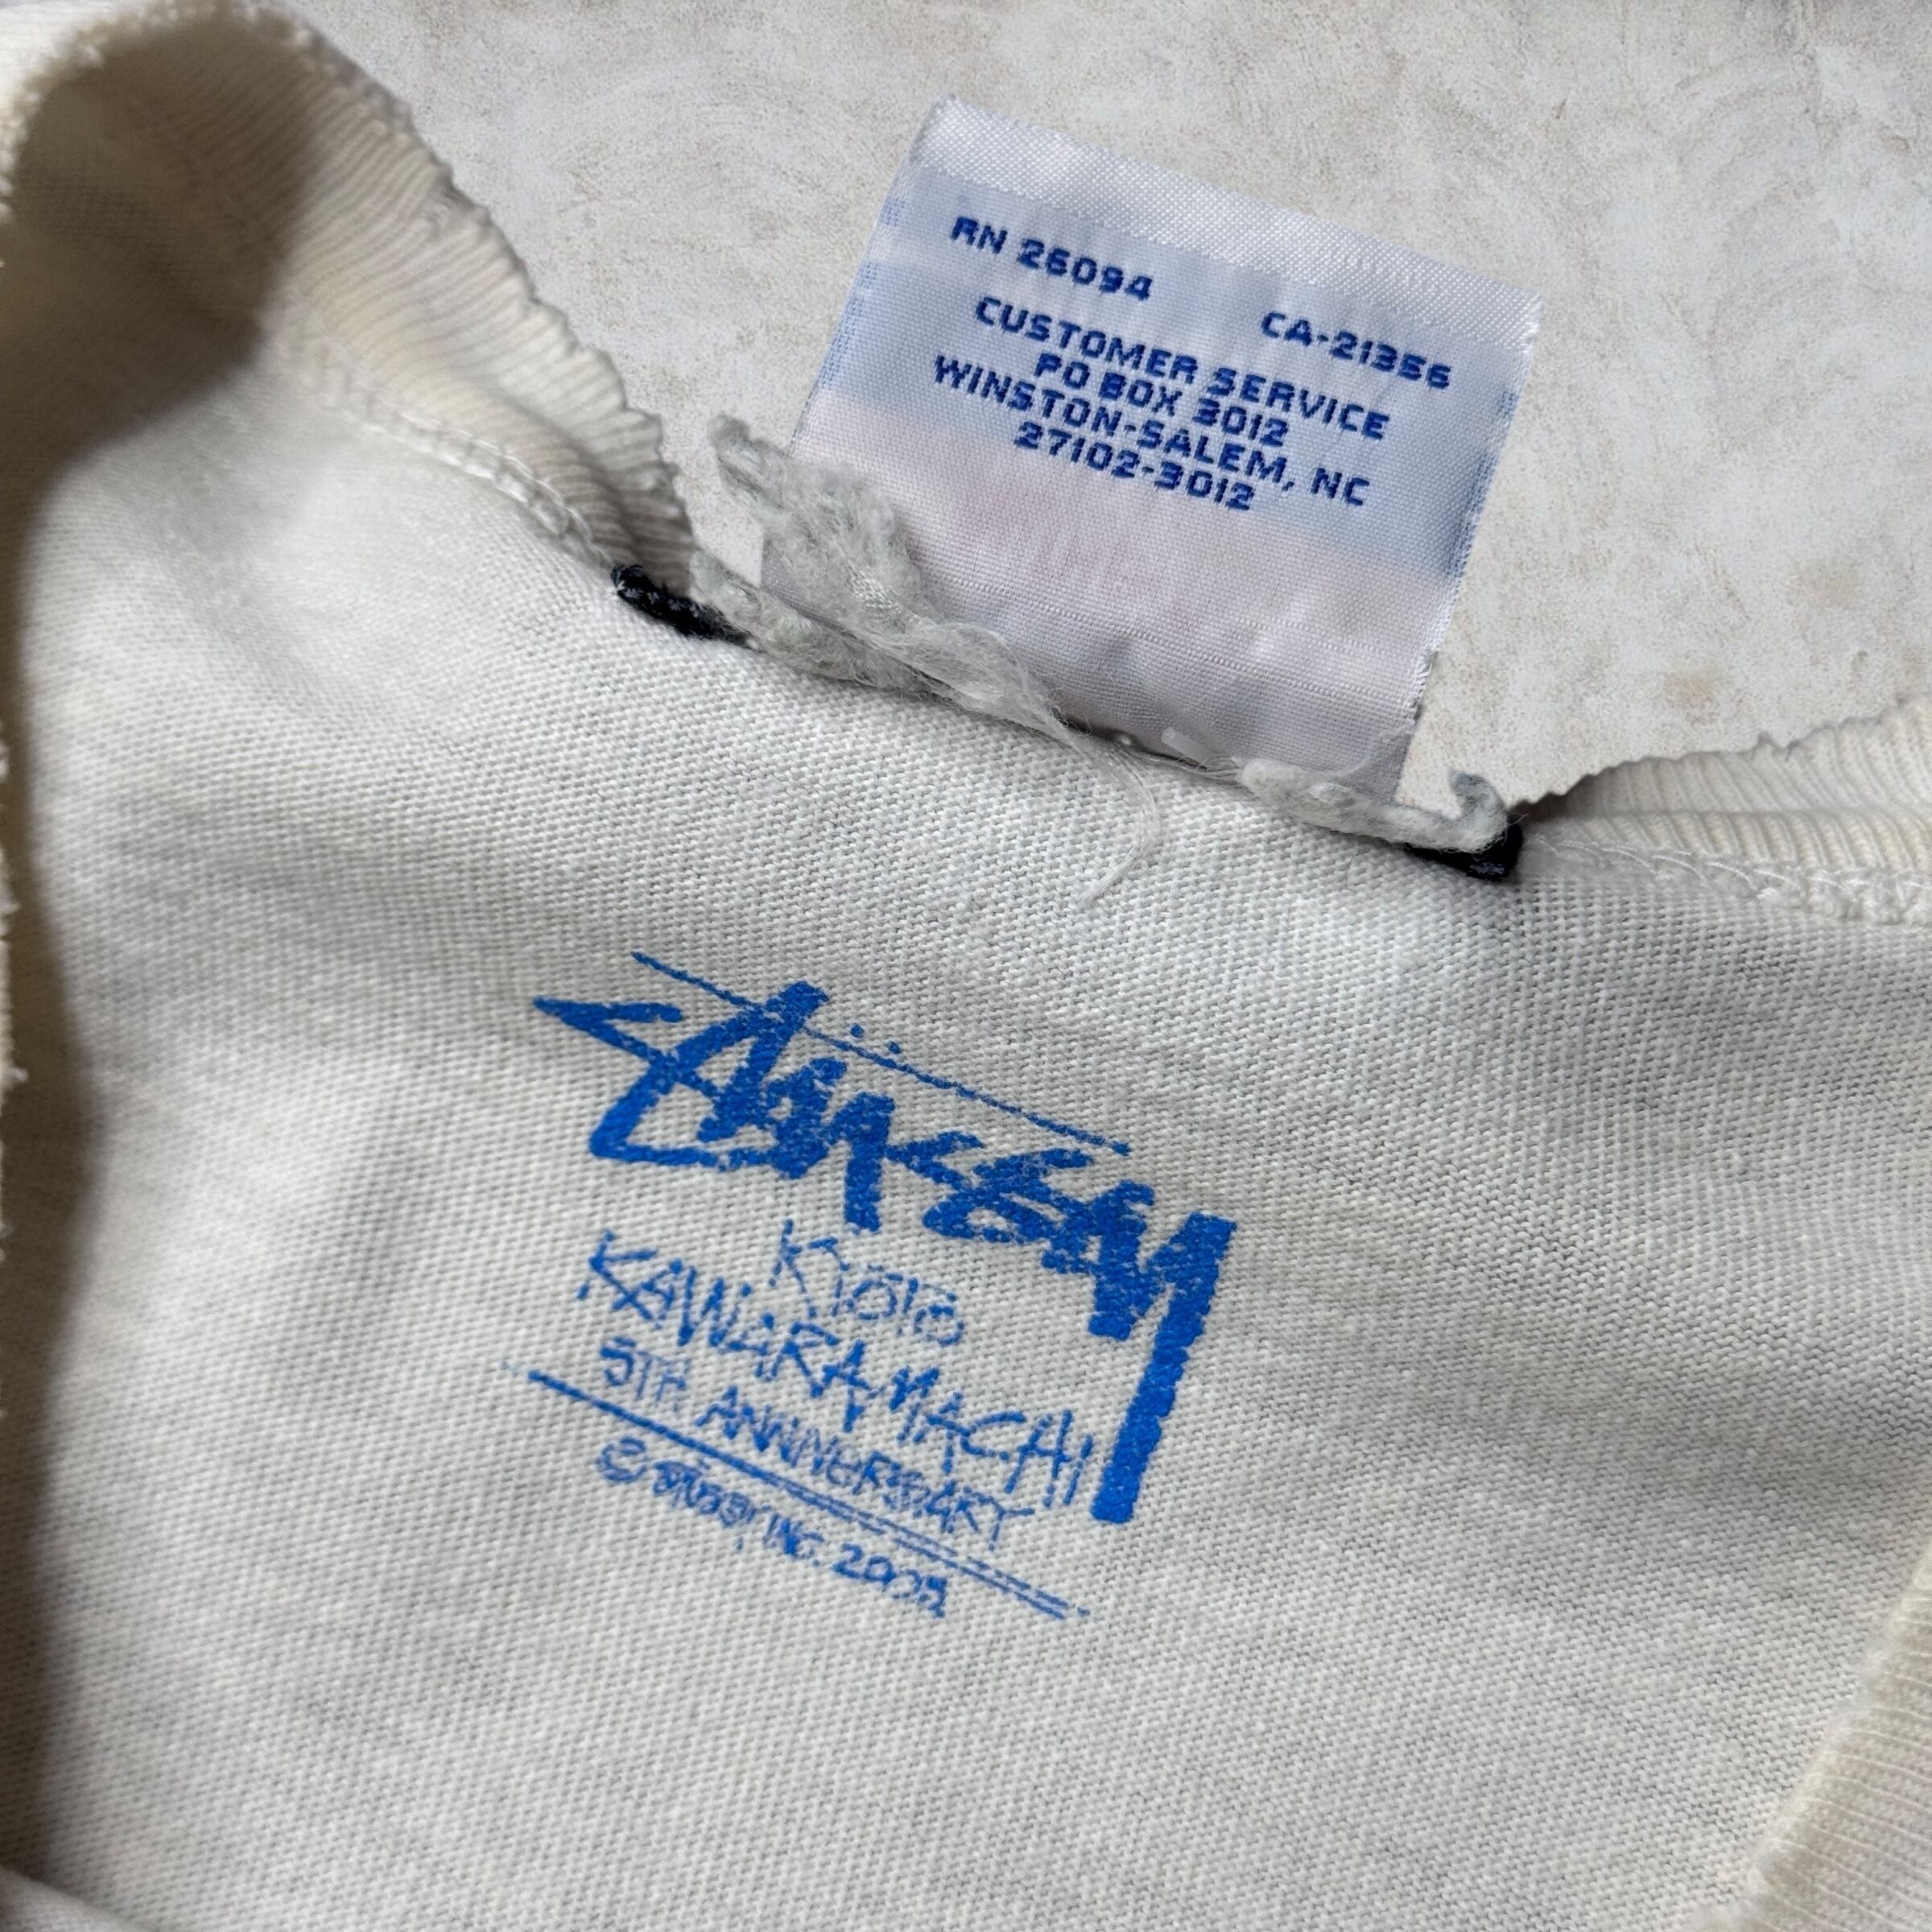 RN 26094 CA-21356
CUSTOMER SERVICE
PO BOX 3012
WINSTON-SALEM, NC
27102-3012
STÜSSY
KYOTO
KAWARAMACHI
5TH ANNIVERSARY
© STÜSSY INC.